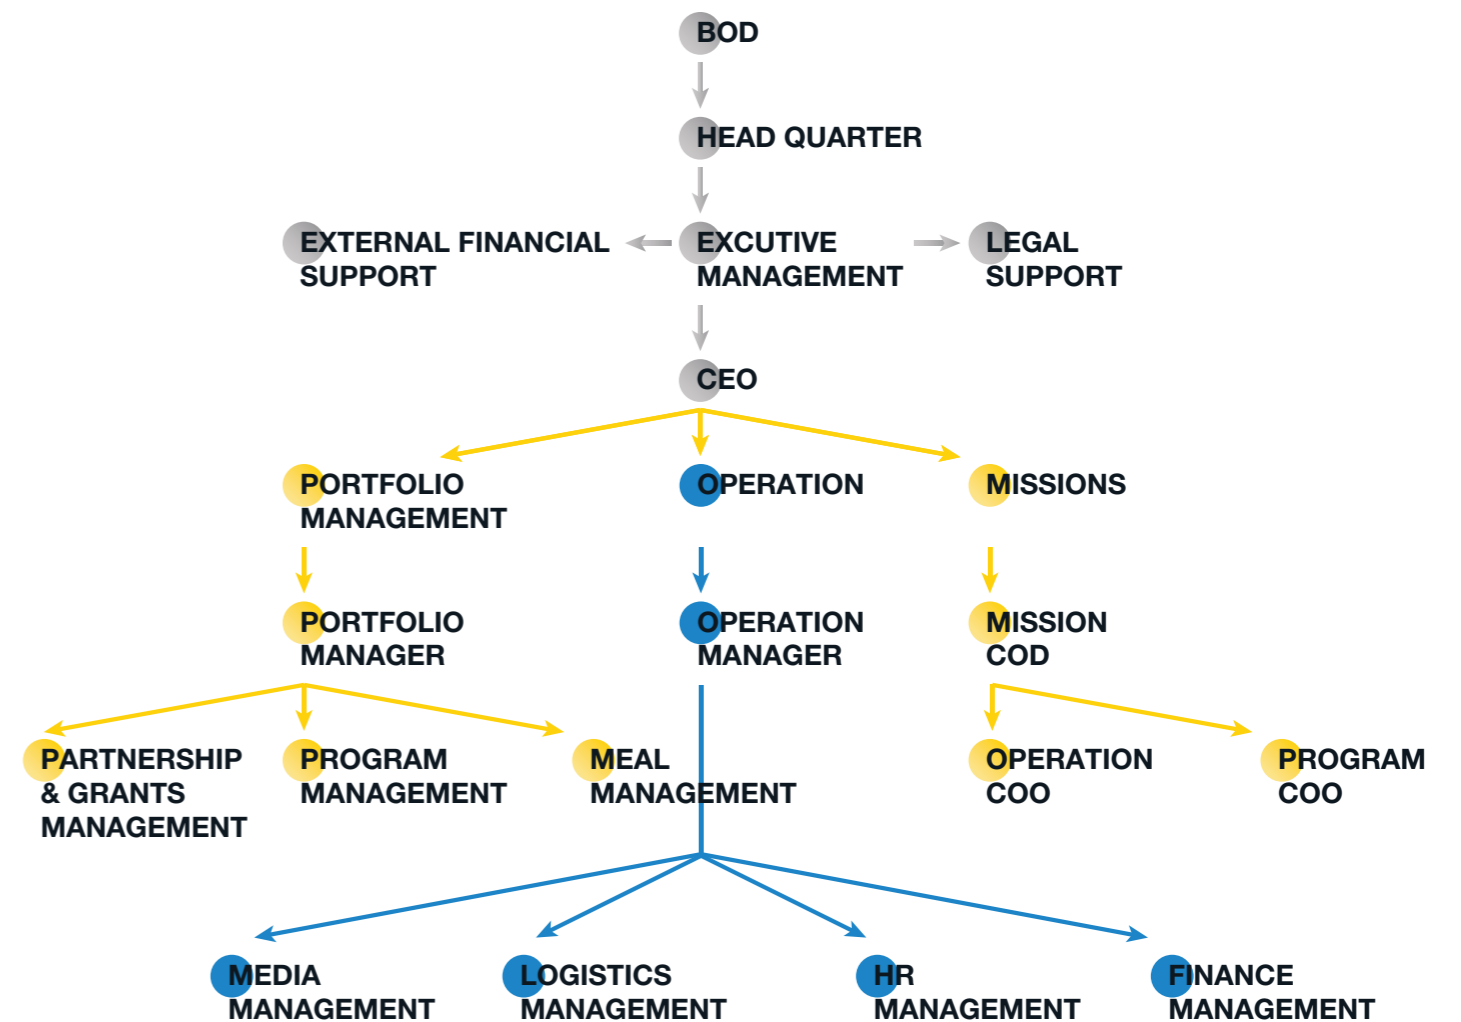 BOD
HEAD QUARTER
EXTERNAL FINANCIAL
SUPPORT
EXCUTIVE
MANAGEMENT
LEGAL
SUPPORT
CEO
PORTFOLIO
MANAGEMENT
OPERATION
MISSIONS
PORTFOLIO
MANAGER
OPERATION
MANAGER
MISSION
COD
PARTNERSHIP
& GRANTS
MANAGEMENT
PROGRAM
MANAGEMENT
MEAL
MANAGEMENT
OPERATION
COO
PROGRAM
COO
MEDIA
MANAGEMENT
LOGISTICS
MANAGEMENT
HR
MANAGEMENT
FINANCE
MANAGEMENT